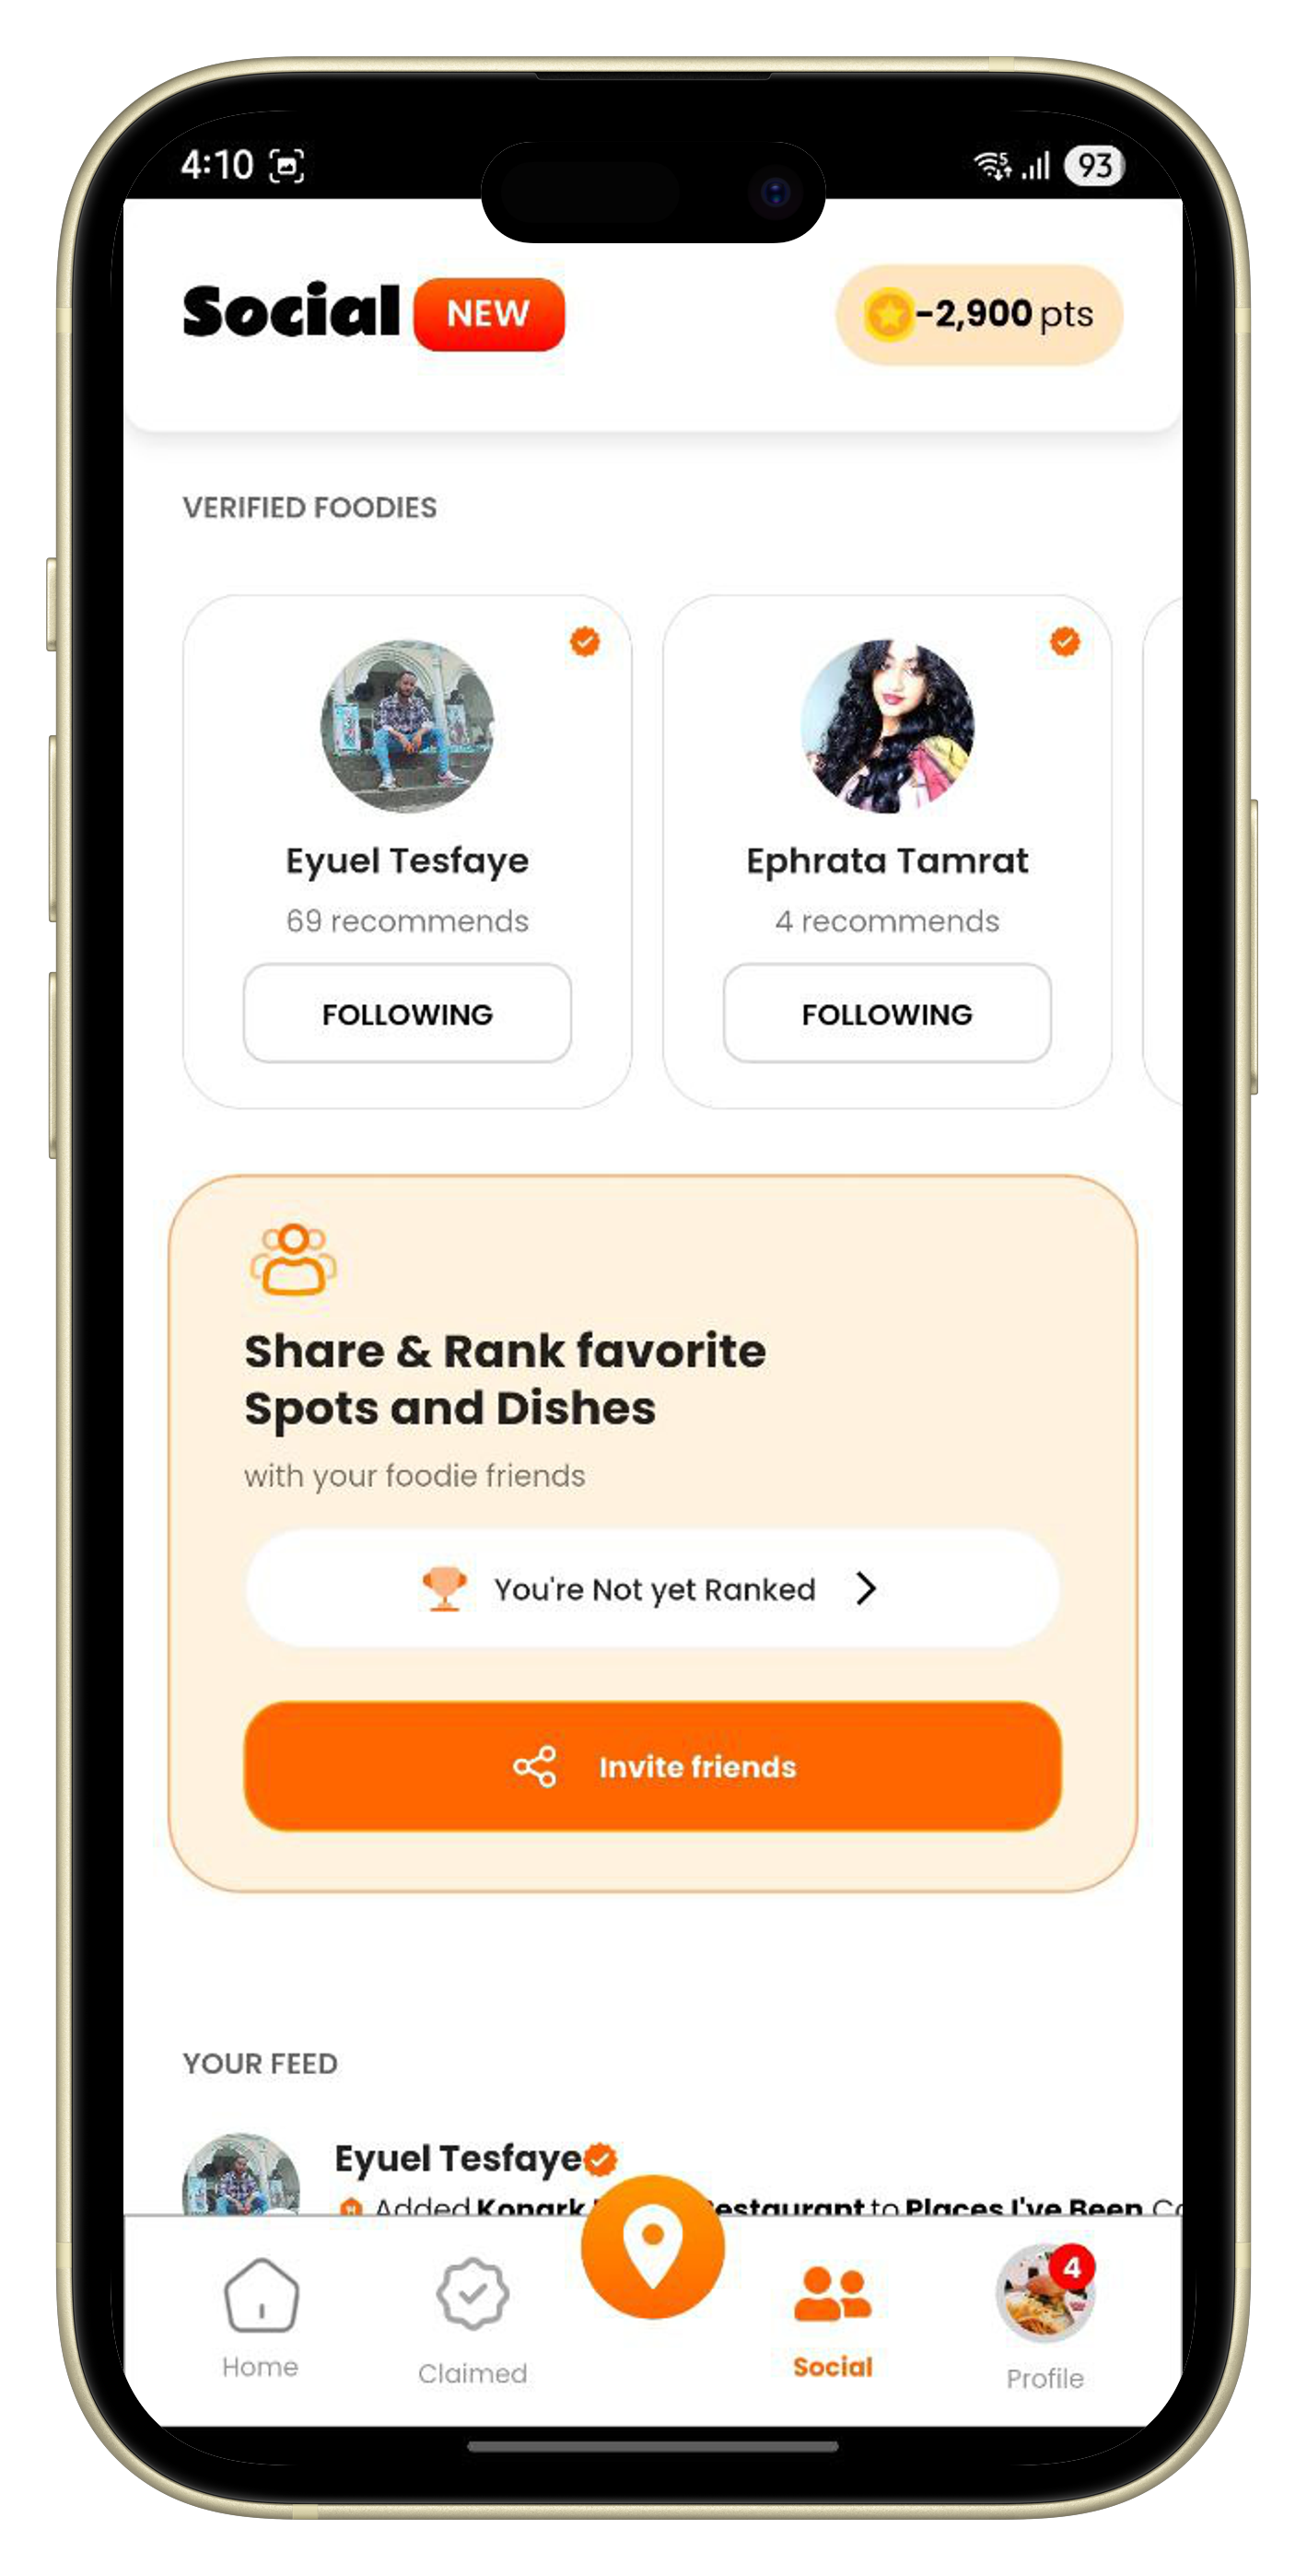 4:10
5
93
Social NEW
-2,900 pts
VERIFIED FOODIES
Eyuel Tesfaye
69 recommends
FOLLOWING
Ephrata Tamrat
4 recommends
FOLLOWING
Share & Rank favorite
Spots and Dishes
with your foodie friends
You're Not yet Ranked
Invite friends
YOUR FEED
Eyuel Tesfaye
Added Konark estaurant to Places I've Been
4
Home
Claimed
Social
Profile